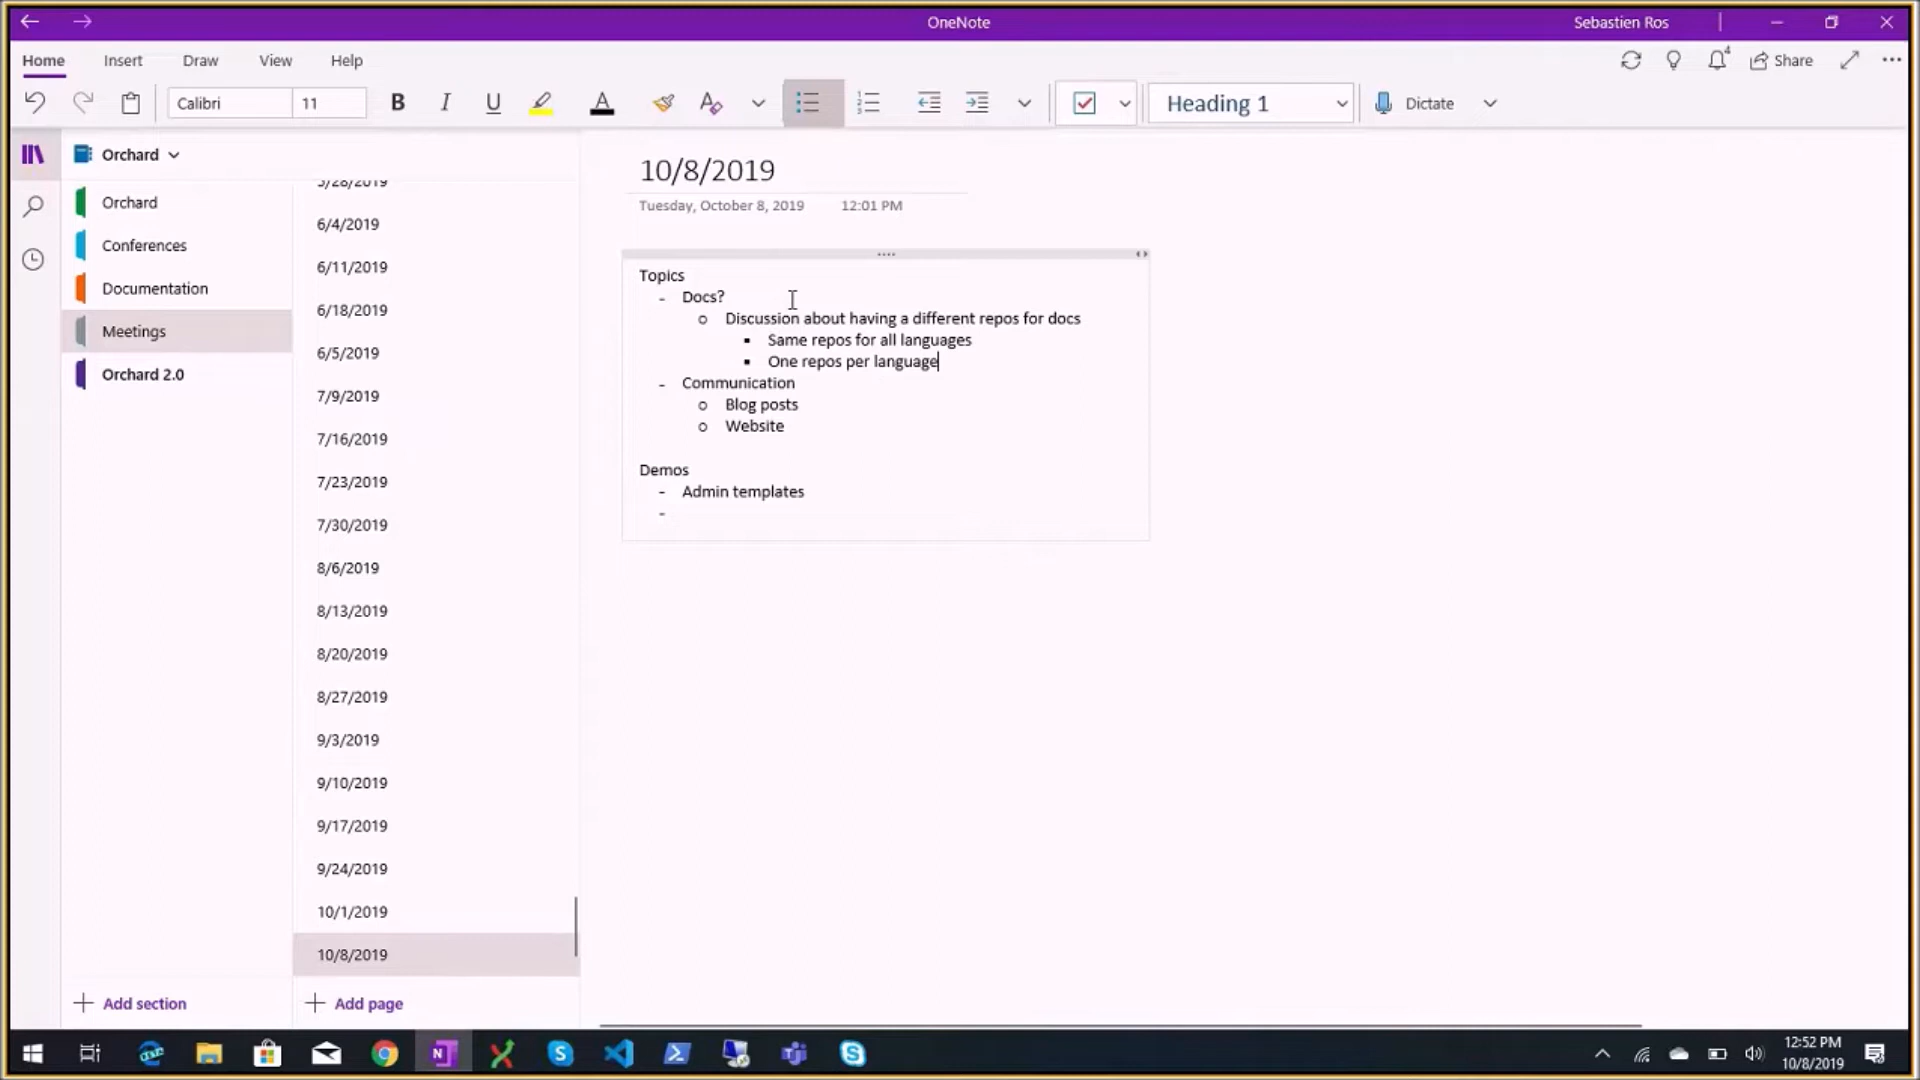 OneNote
Sebastien Ros
Home Insert Draw View Help
4
Share
Calibri 11 B I U A
Heading 1
Dictate
Orchard
Orchard
Conferences
Documentation
Meetings
Orchard 2.0
Add section
5/28/2019
6/4/2019
6/11/2019
6/18/2019
6/5/2019
7/9/2019
7/16/2019
7/23/2019
7/30/2019
8/6/2019
8/13/2019
8/20/2019
8/27/2019
9/3/2019
9/10/2019
9/17/2019
9/24/2019
10/1/2019
10/8/2019
Add page
10/8/2019
Tuesday, October 8, 2019 12:01 PM
Topics
- Docs?
o Discussion about having a different repos for docs
▪ Same repos for all languages
▪ One repos per language
- Communication
o Blog posts
o Website
Demos
- Admin templates
-
12:52 PM
10/8/2019